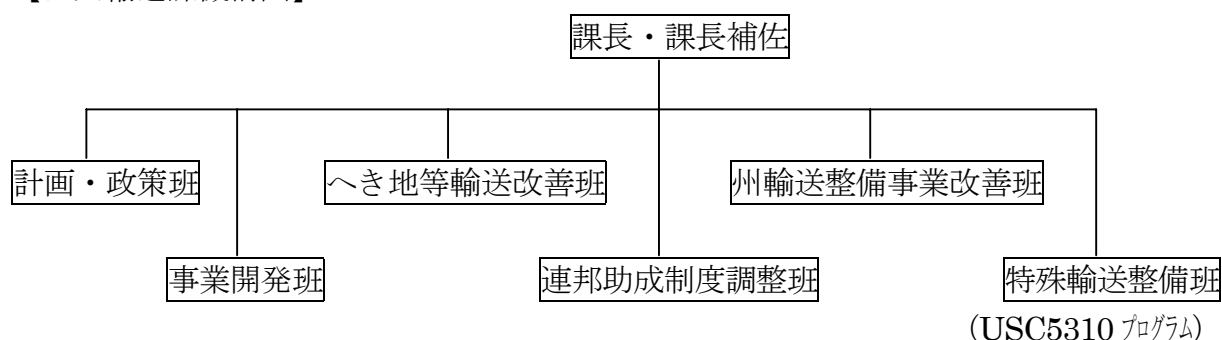 課長・課長補佐
計画・政策班
へき地等輸送改善班
州輸送整備事業改善班
事業開発班
連邦助成制度調整班
特殊輸送整備班
(USC5310 プログラム)